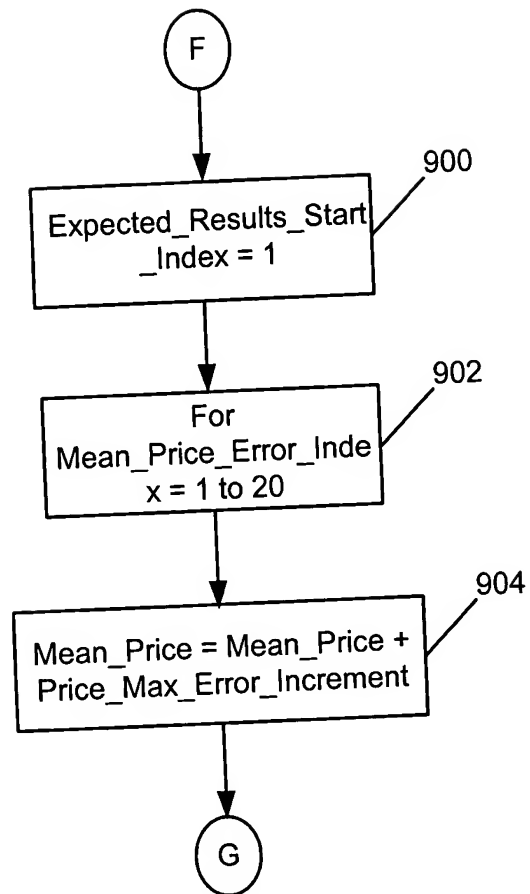 F
900
Expected_Results_Start
_Index = 1
902
For
Mean_Price_Error_Inde
x = 1 to 20
904
Mean_Price = Mean_Price +
Price_Max_Error_Increment
G